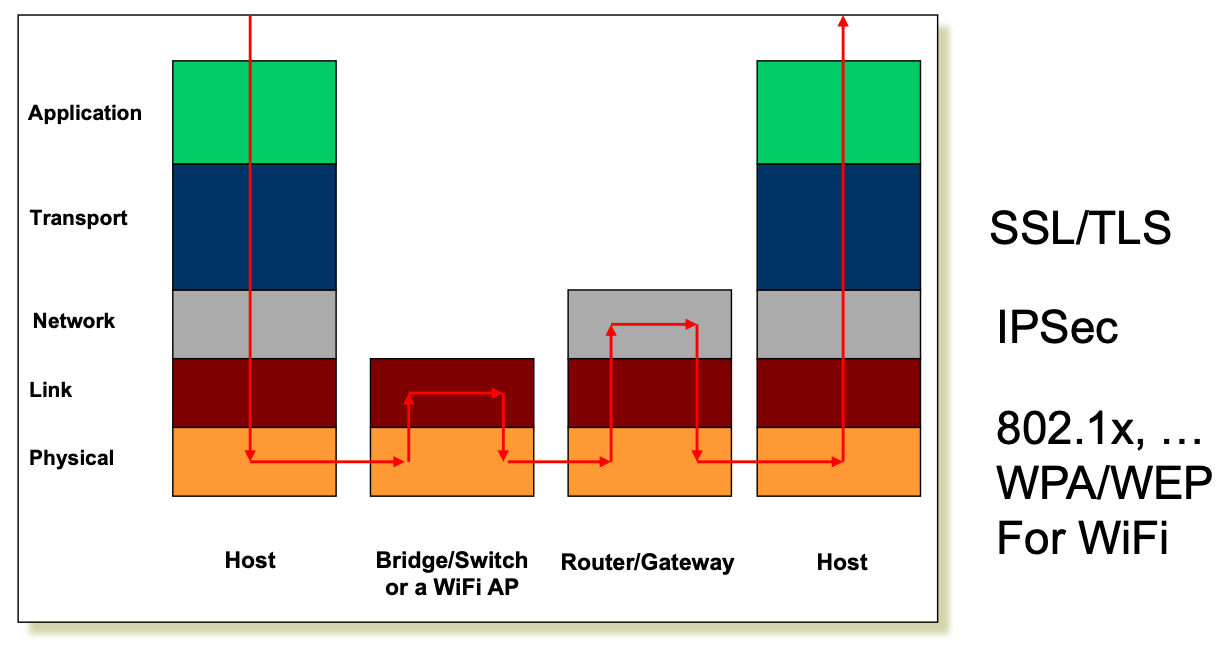 Application
Transport
Network
Link
Physical
Host
Bridge/Switch
or a WiFi AP
Router/Gateway
Host
SSL/TLS
IPSec
802.1x, …
WPA/WEP
For WiFi